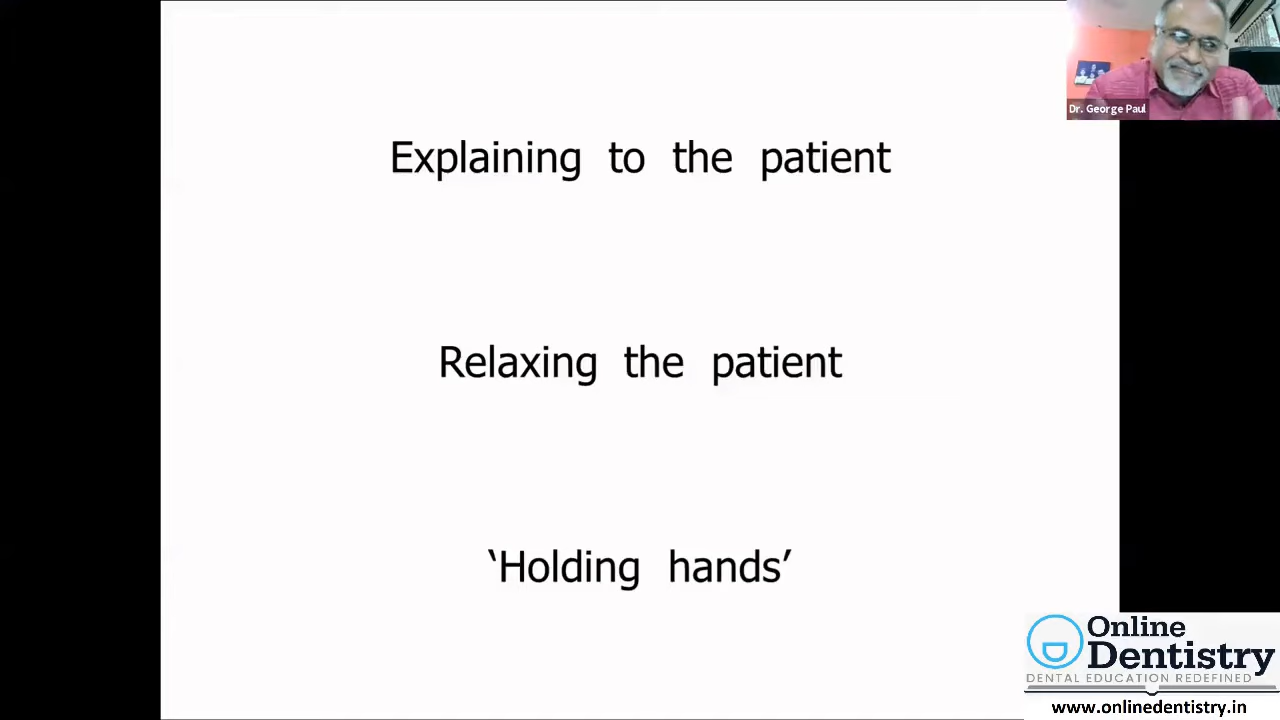 Dr. George Paul
Explaining to the patient
Relaxing the patient
‘Holding hands’
Online
Dentistry
DENTAL EDUCATION REDEFINED
www.onlinedentistry.in